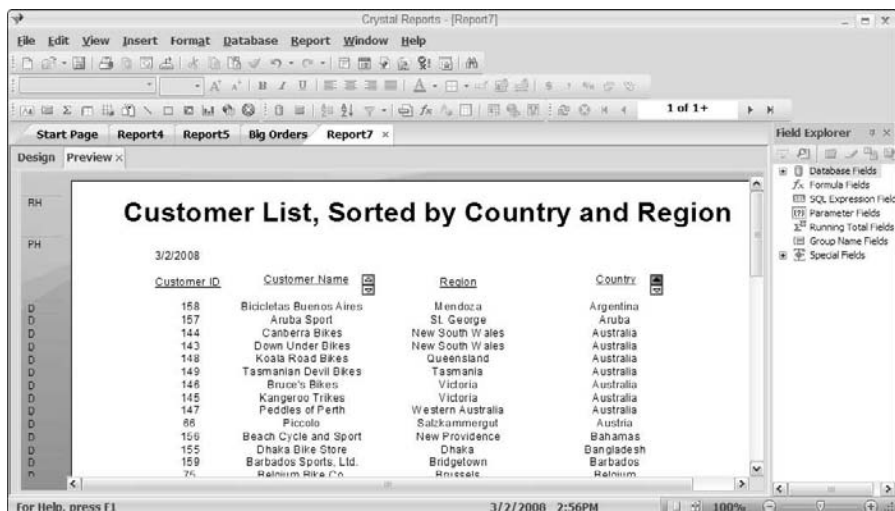 Crystal Reports - [Report7]
File Edit View Insert Format Database Report Window Help
1 of 1+
Start Page Report4 Report5 Big Orders Report7 ×
Field Explorer
Design Preview ×
Database Fields
Formula Fields
SQL Expression Field
Parameter Fields
Running Total Fields
Group Name Fields
Special Fields
RH
Customer List, Sorted by Country and Region
PH
3/2/2008
Customer ID Customer Name Region Country
D 158 Bicicletas Buenos Aires Mendoza Argentina
D 157 Aruba Sport St. George Aruba
D 144 Canberra Bikes New South Wales Australia
D 143 Down Under Bikes New South Wales Australia
D 148 Koala Road Bikes Queensland Australia
D 149 Tasmanian Devil Bikes Tasmania Australia
D 146 Bruce's Bikes Victoria Australia
D 145 Kangeroo Trikes Victoria Australia
D 147 Peddles of Perth Western Australia Australia
D 66 Piccolo Salzkammergut Austria
D 156 Beach Cycle and Sport New Providence Bahamas
D 155 Dhaka Bike Store Dhaka Bangladesh
D 159 Barbados Sports, Ltd. Bridgetown Barbados
D 75 Belgium Bike Co. Brussels Belgium
For Help, press F1 3/2/2008 2:56PM 100%